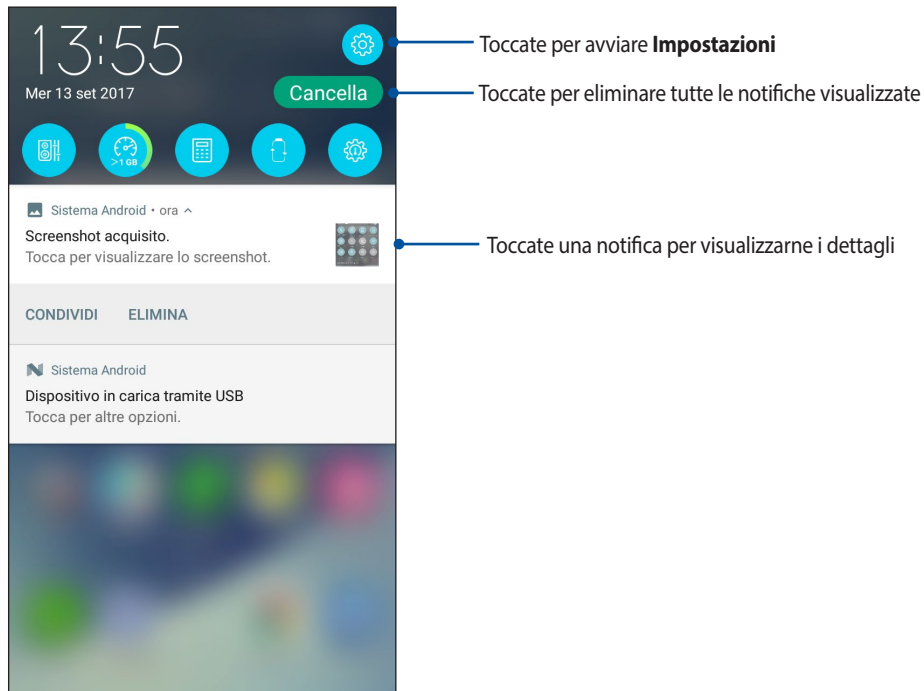 13:55
Toccate per avviare Impostazioni
Mer 13 set 2017
Cancella
Toccate per eliminare tutte le notifiche visualizzate
>1 GB
Sistema Android • ora
Screenshot acquisito.
Tocca per visualizzare lo screenshot.
Toccate una notifica per visualizzarne i dettagli
CONDIVIDI ELIMINA
Sistema Android
Dispositivo in carica tramite USB
Tocca per altre opzioni.